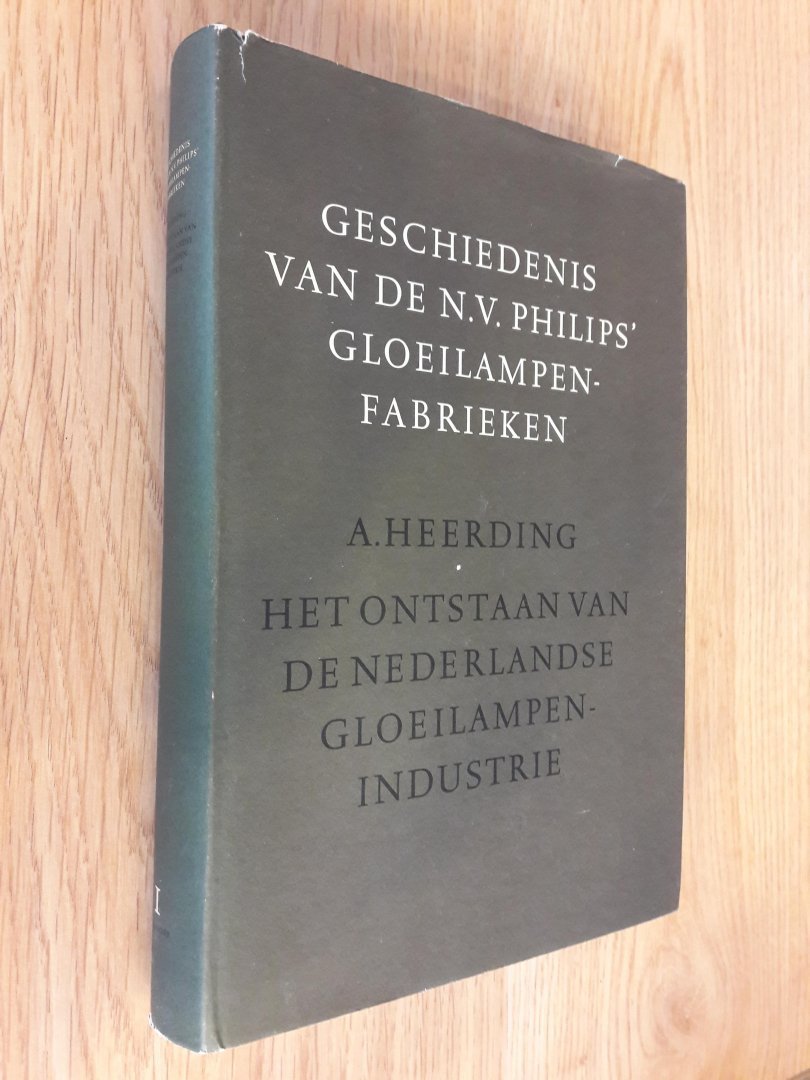 GESCHIEDENIS
VAN DE N.V. PHILIPS'
GLOEILAMPEN-
FABRIEKEN
A. HEERDING
HET ONTSTAAN VAN
DE NEDERLANDSE
GLOEILAMPEN-
INDUSTRIE
I